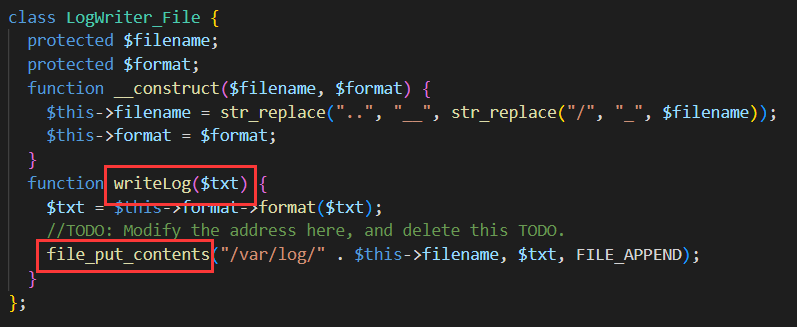 class LogWriter_File {
  protected $filename;
  protected $format;
  function __construct($filename, $format) {
    $this->filename = str_replace("..", "__", str_replace("/", "_", $filename));
    $this->format = $format;
  }
  function writeLog($txt) {
    $txt = $this->format->format($txt);
    //TODO: Modify the address here, and delete this TODO.
    file_put_contents("/var/log/" . $this->filename, $txt, FILE_APPEND);
  }
};